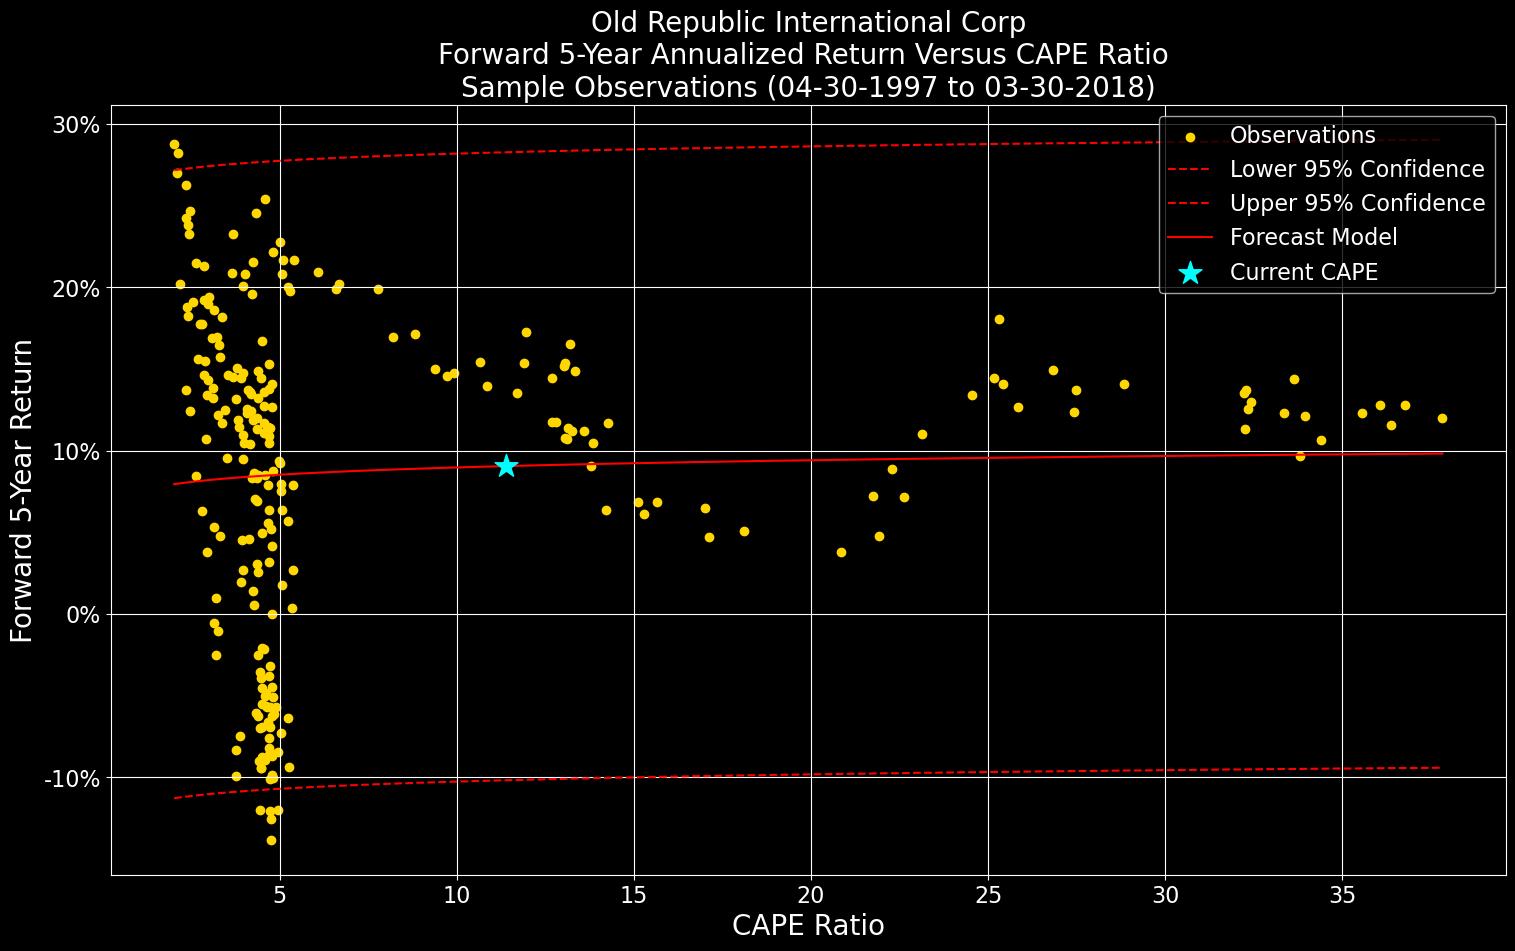 Old Republic International Corp
Forward 5-Year Annualized Return Versus CAPE Ratio
Sample Observations (04-30-1997 to 03-30-2018)
Forward 5-Year Return
30%
20%
10%
0%
-10%
Observations
Lower 95% Confidence
Upper 95% Confidence
Forecast Model
Current CAPE
5
10
15
20
25
30
35
CAPE Ratio